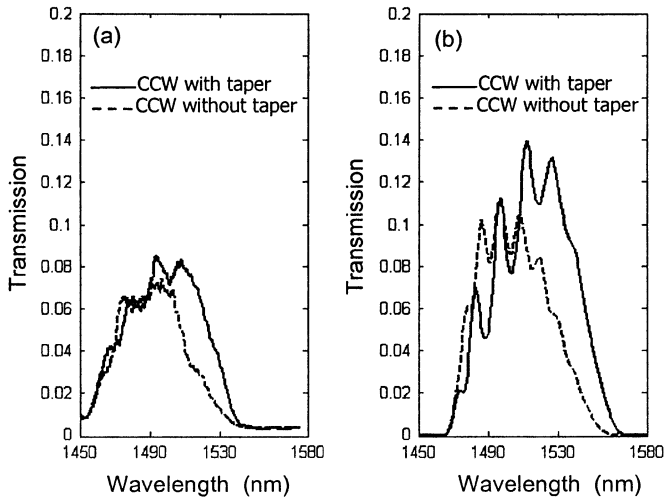 (a)
0.2
0.18
0.16
0.14
0.12
0.1
0.08
0.06
0.04
0.02
0
CCW with taper
CCW without taper
Transmission
1450 1490 1530 1580
Wavelength (nm)
(b)
0.2
0.18
0.16
0.14
0.12
0.1
0.08
0.06
0.04
0.02
0
CCW with taper
CCW without taper
Transmission
1450 1490 1530 1580
Wavelength (nm)